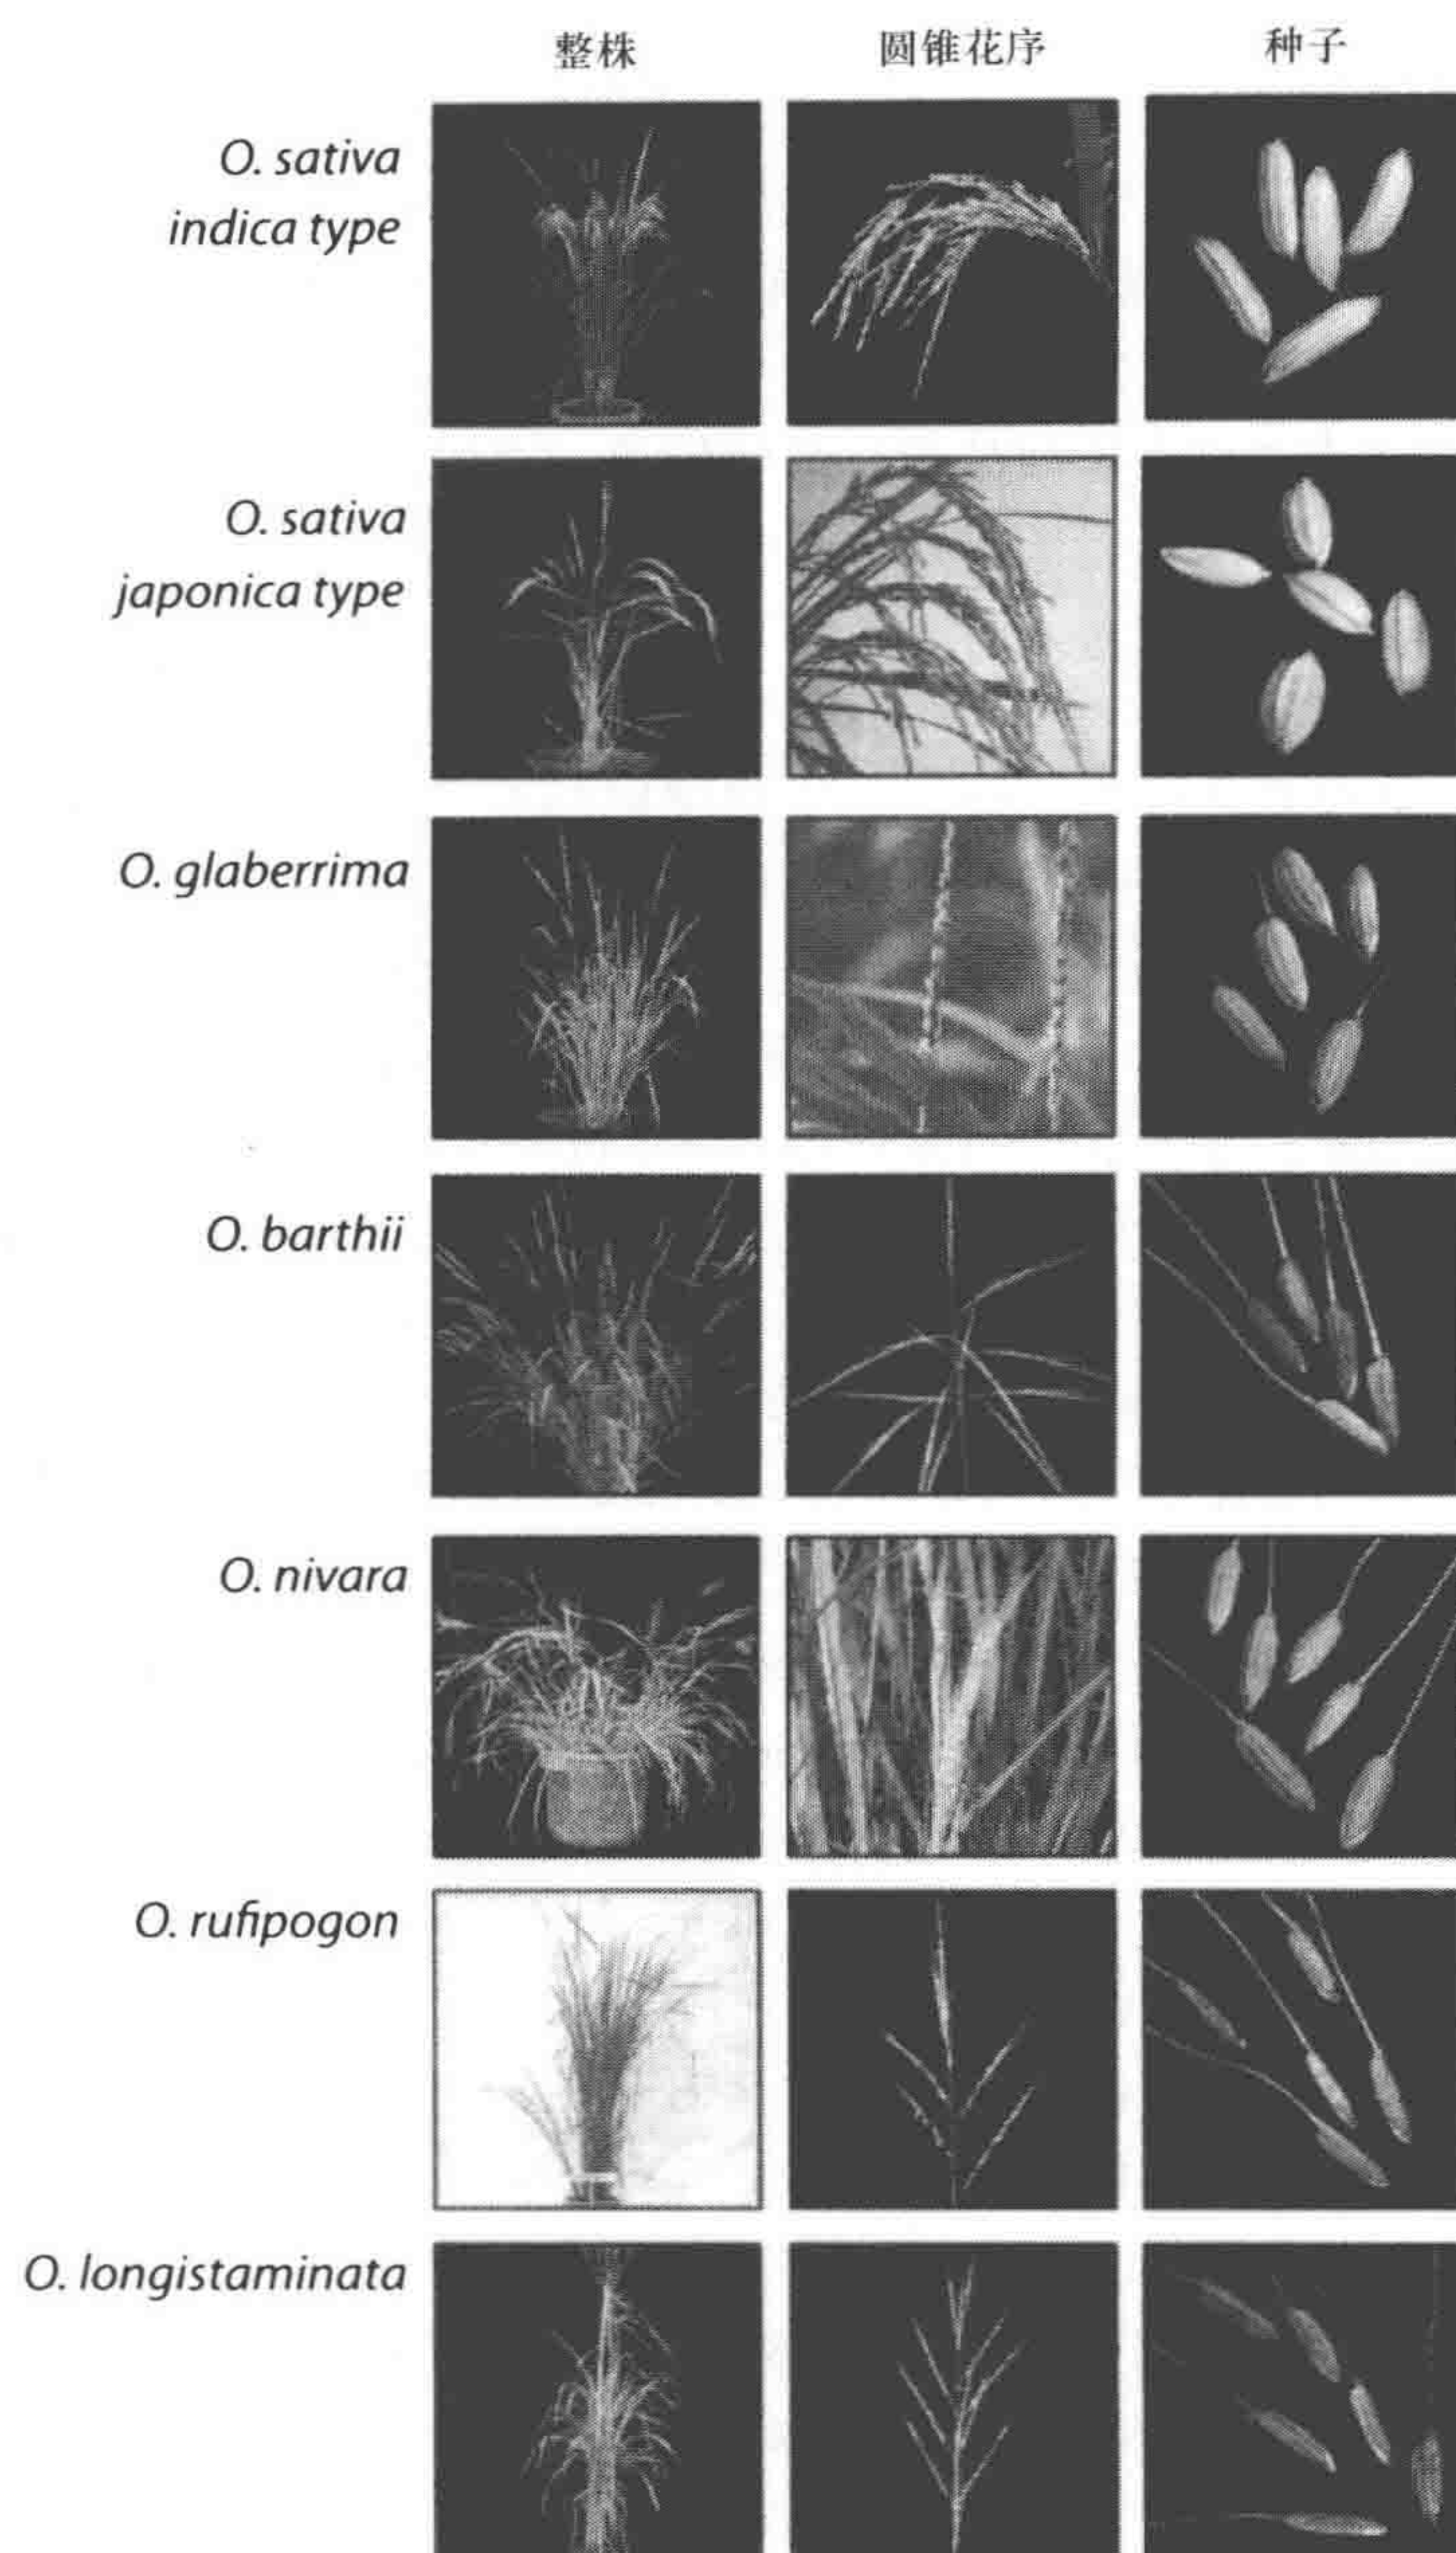 整株 圆锥花序 种子
O. sativa
indica type
O. sativa
japonica type
O. glaberrima
O. barthii
O. nivara
O. rufipogon
O. longistaminata